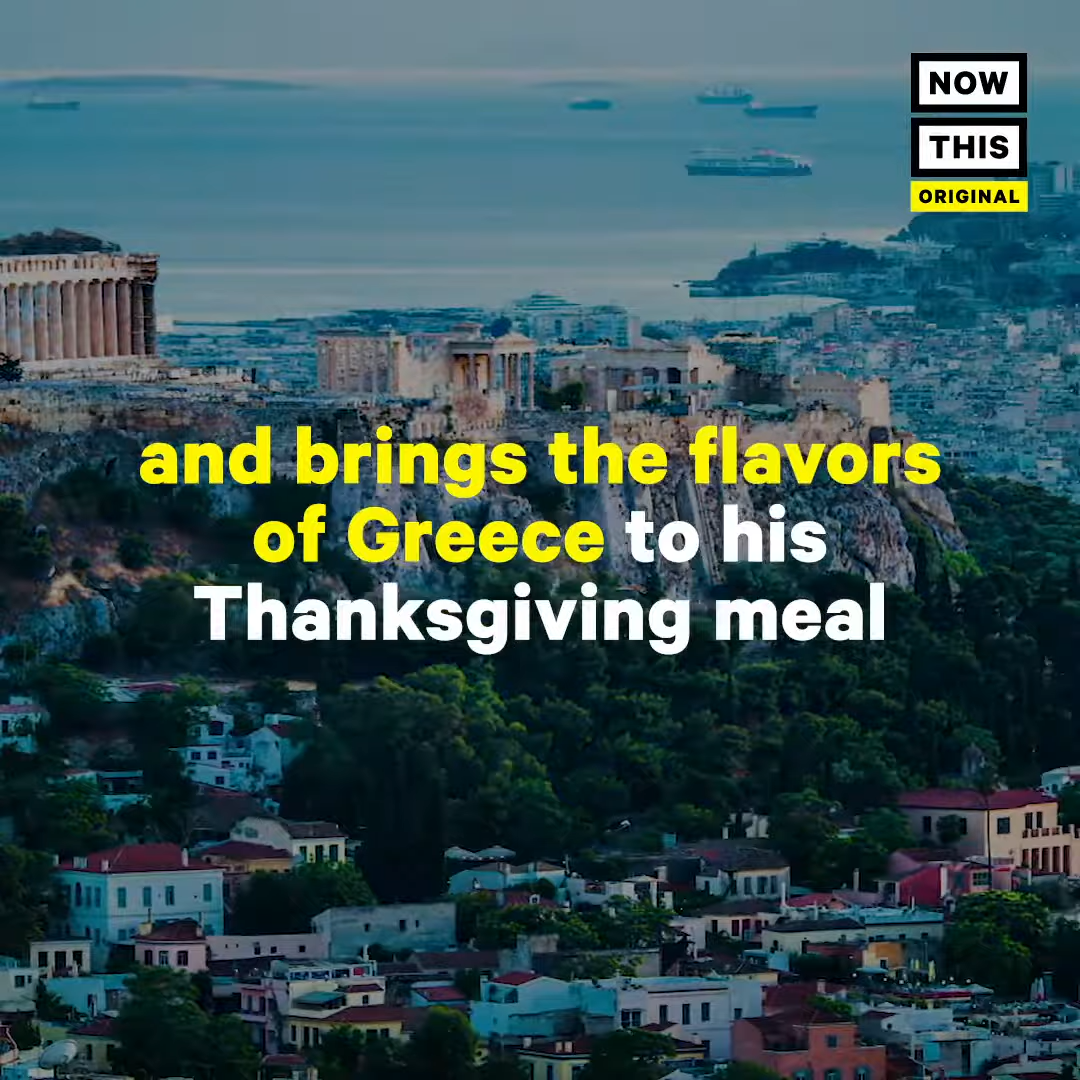 NOW
THIS
ORIGINAL
and brings the flavors
of Greece to his
Thanksgiving meal